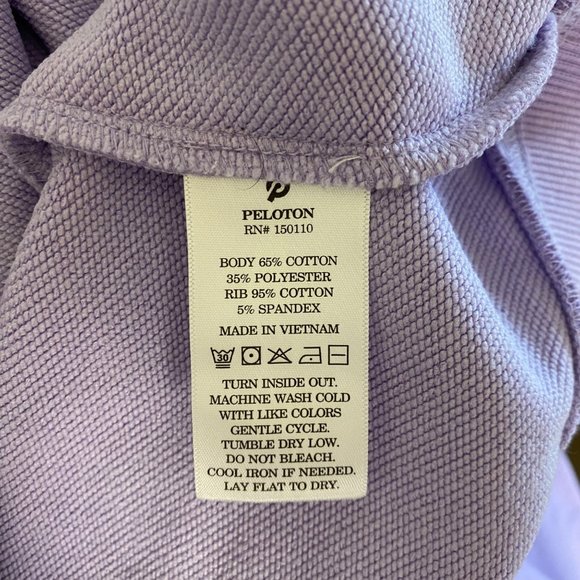 PELOTON
RN# 150110
BODY 65% COTTON
35% POLYESTER
RIB 95% COTTON
5% SPANDEX
MADE IN VIETNAM
30
TURN INSIDE OUT.
MACHINE WASH COLD
WITH LIKE COLORS
GENTLE CYCLE.
TUMBLE DRY LOW.
DO NOT BLEACH.
COOL IRON IF NEEDED.
LAY FLAT TO DRY.